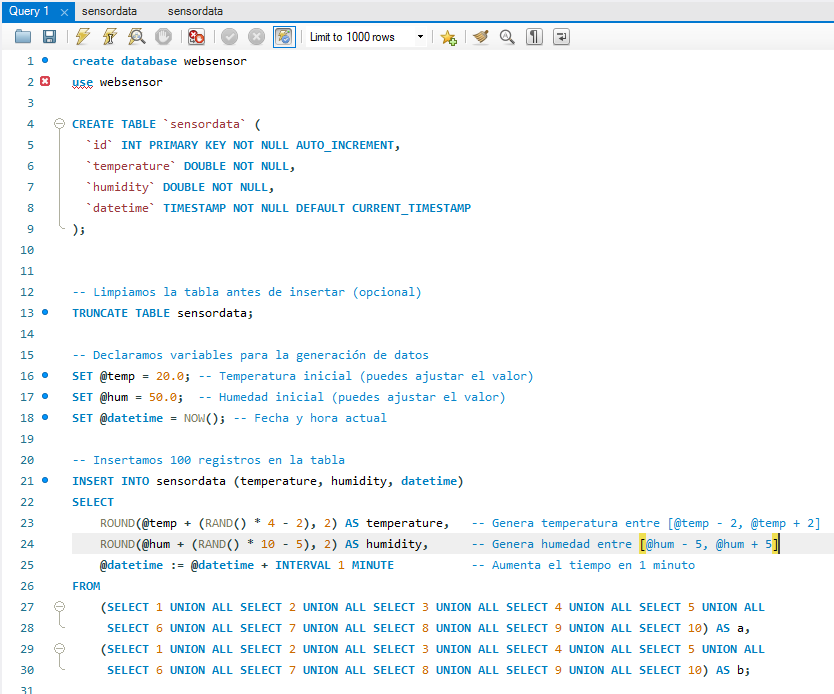 Query 1 sensordata sensordata
Limit to 1000 rows
1 create database websensor
2 use websensor
3
4 CREATE TABLE `sensordata` (
5 `id` INT PRIMARY KEY NOT NULL AUTO_INCREMENT,
6 `temperature` DOUBLE NOT NULL,
7 `humidity` DOUBLE NOT NULL,
8 `datetime` TIMESTAMP NOT NULL DEFAULT CURRENT_TIMESTAMP
9 );
10
11
12 -- Limpiamos la tabla antes de insertar (opcional)
13 TRUNCATE TABLE sensordata;
14
15 -- Declaramos variables para la generación de datos
16 SET @temp = 20.0; -- Temperatura inicial (puedes ajustar el valor)
17 SET @hum = 50.0;  -- Humedad inicial (puedes ajustar el valor)
18 SET @datetime = NOW(); -- Fecha y hora actual
19
20 -- Insertamos 100 registros en la tabla
21 INSERT INTO sensordata (temperature, humidity, datetime)
22 SELECT
23 ROUND(@temp + (RAND() * 4 - 2), 2) AS temperature,   -- Genera temperatura entre [@temp - 2, @temp + 2]
24 ROUND(@hum + (RAND() * 10 - 5), 2) AS humidity,      -- Genera humedad entre [@hum - 5, @hum + 5]
25 @datetime := @datetime + INTERVAL 1 MINUTE           -- Aumenta el tiempo en 1 minuto
26 FROM
27 (SELECT 1 UNION ALL SELECT 2 UNION ALL SELECT 3 UNION ALL SELECT 4 UNION ALL SELECT 5 UNION ALL
28 SELECT 6 UNION ALL SELECT 7 UNION ALL SELECT 8 UNION ALL SELECT 9 UNION ALL SELECT 10) AS a,
29 (SELECT 1 UNION ALL SELECT 2 UNION ALL SELECT 3 UNION ALL SELECT 4 UNION ALL SELECT 5 UNION ALL
30 SELECT 6 UNION ALL SELECT 7 UNION ALL SELECT 8 UNION ALL SELECT 9 UNION ALL SELECT 10) AS b;
31